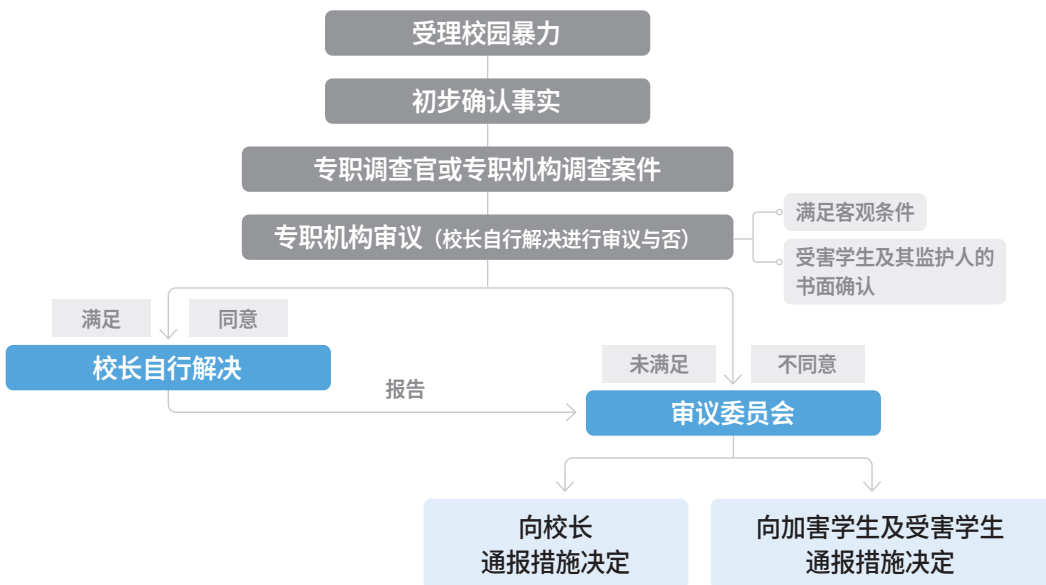 受理校园暴力
初步确认事实
专职调查官或专职机构调查案件
专职机构审议（校长自行解决进行审议与否）
满足客观条件
受害学生及其监护人的
书面确认
满足
同意
校长自行解决
报告
未满足
不同意
审议委员会
向校长
通报措施决定
向加害学生及受害学生
通报措施决定